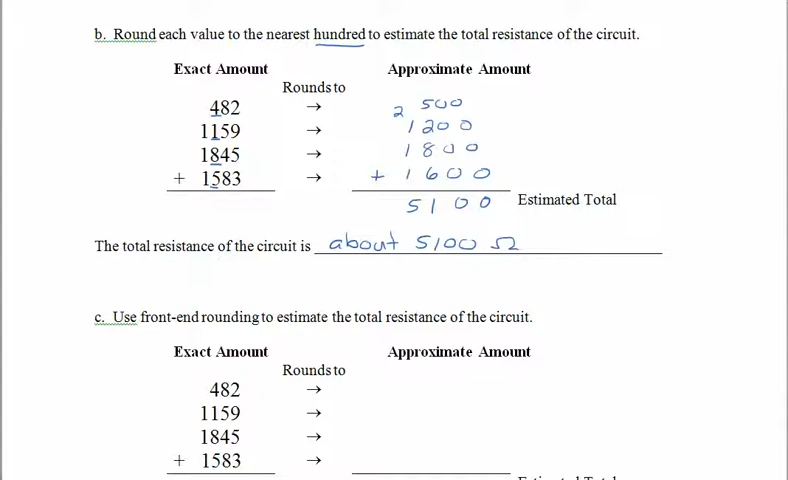 b. Round each value to the nearest hundred to estimate the total resistance of the circuit.
Exact Amount Approximate Amount
Rounds to
482 → 2 500
1159 → 1200
1845 → 1800
+ 1583 → + 1600
5100 Estimated Total
The total resistance of the circuit is about 5100 Ω
c. Use front-end rounding to estimate the total resistance of the circuit.
Exact Amount Approximate Amount
Rounds to
482 →
1159 →
1845 →
+ 1583 →